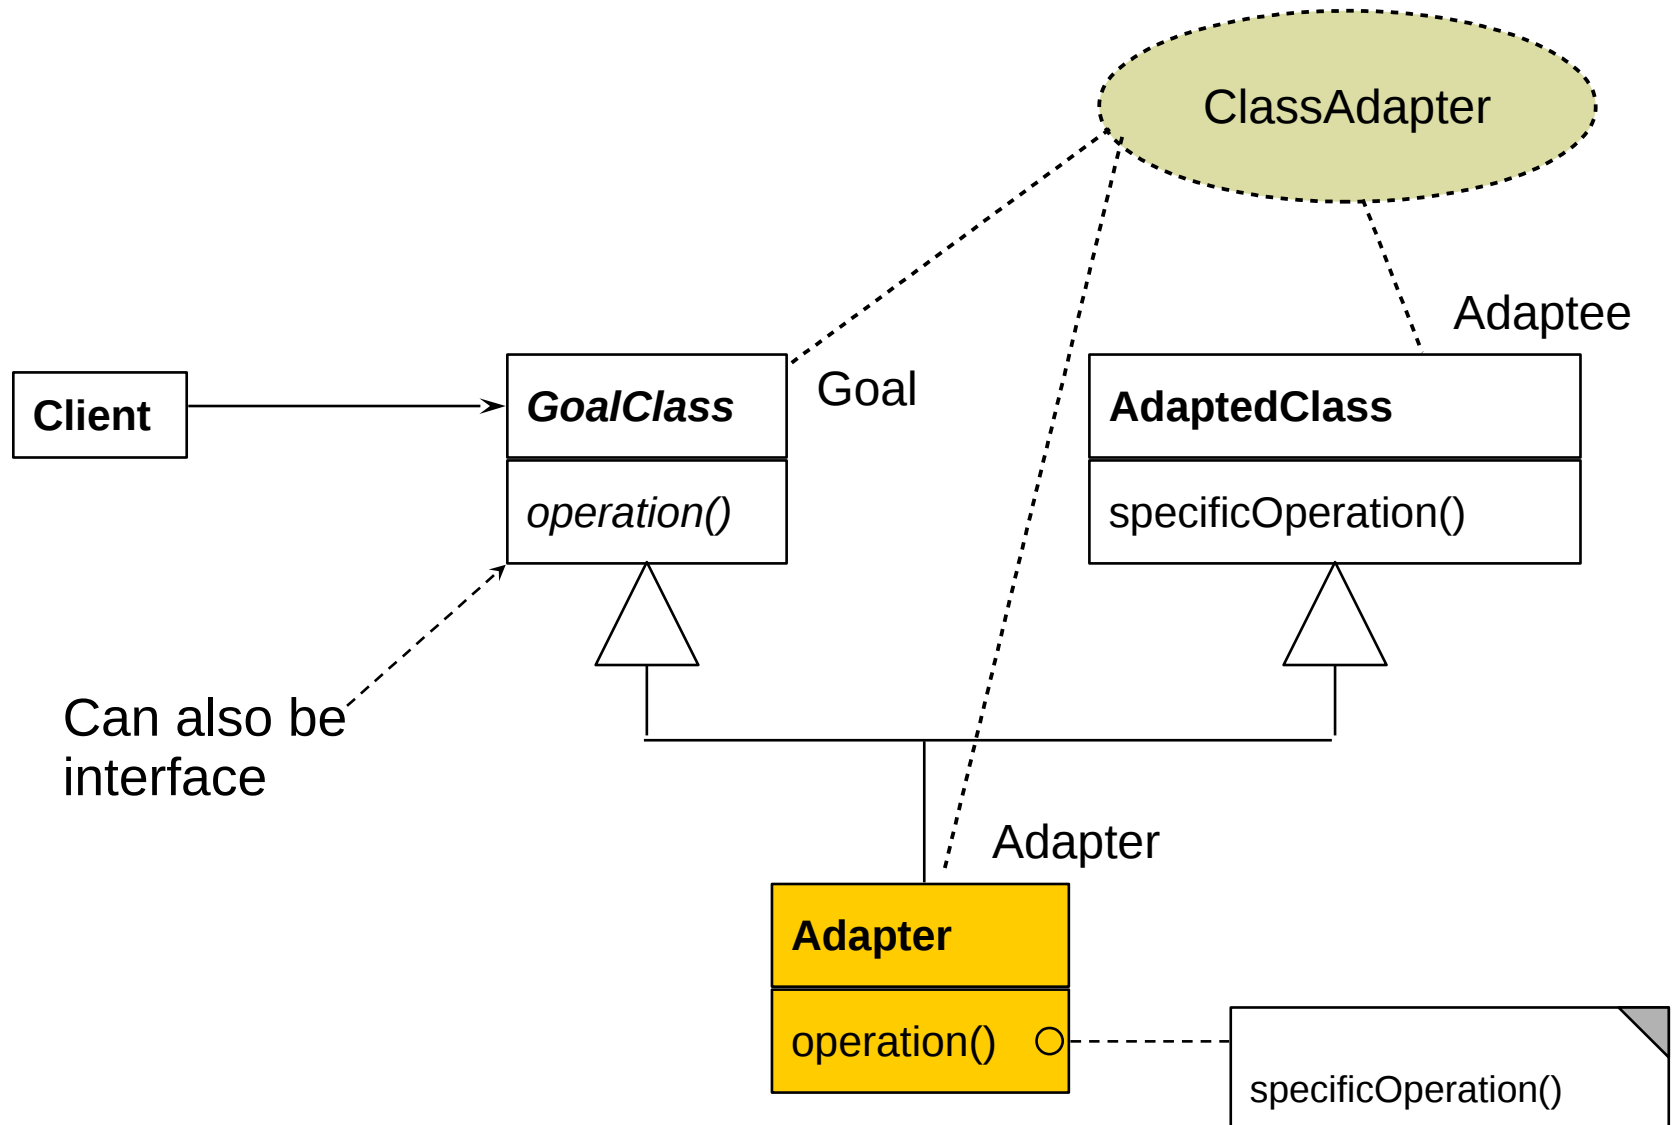 ClassAdapter
Adaptee
Client
GoalClass
Goal
AdaptedClass
operation()
specificOperation()
Can also be
interface
Adapter
Adapter
operation()
specificOperation()